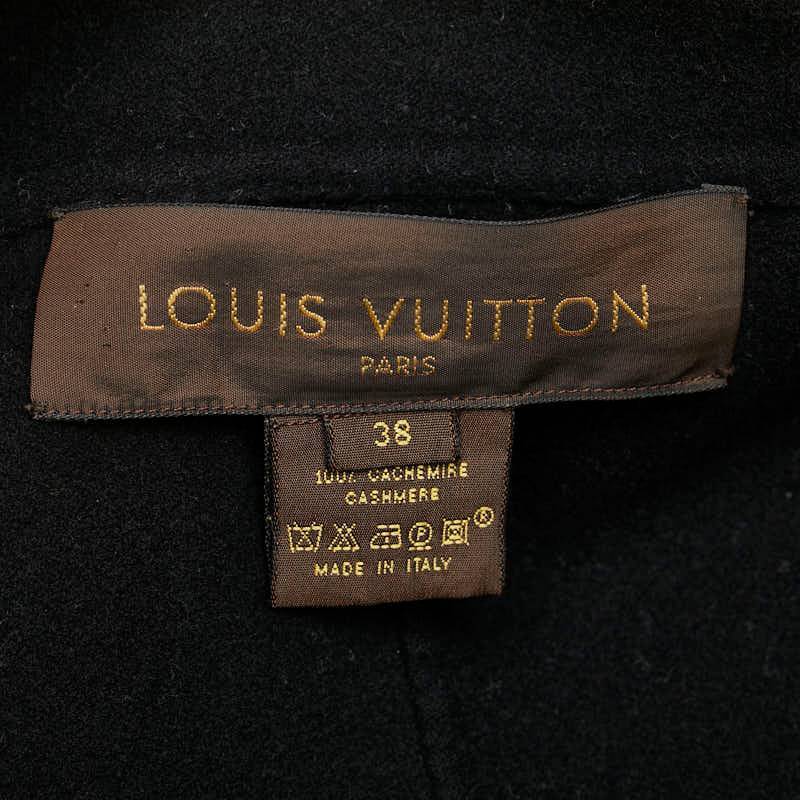 LOUIS VUITTON
PARIS
38
100% CACHEMIRE
CASHMERE
®
MADE IN ITALY